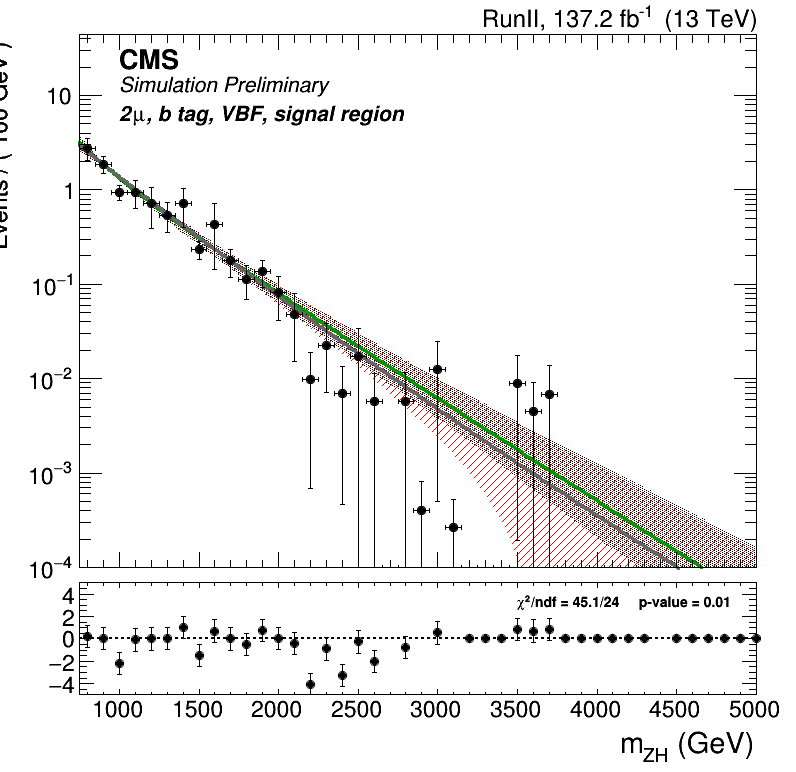 RunII, 137.2 fb⁻¹ (13 TeV)
CMS
Simulation Preliminary
2μ, b tag, VBF, signal region
Events / ( 100 GeV )
10
1
10⁻¹
10⁻²
10⁻³
10⁻⁴
χ²/ndf = 45.1/24 p-value = 0.01
4
2
0
−2
−4
1000 1500 2000 2500 3000 3500 4000 4500 5000
m_ZH (GeV)